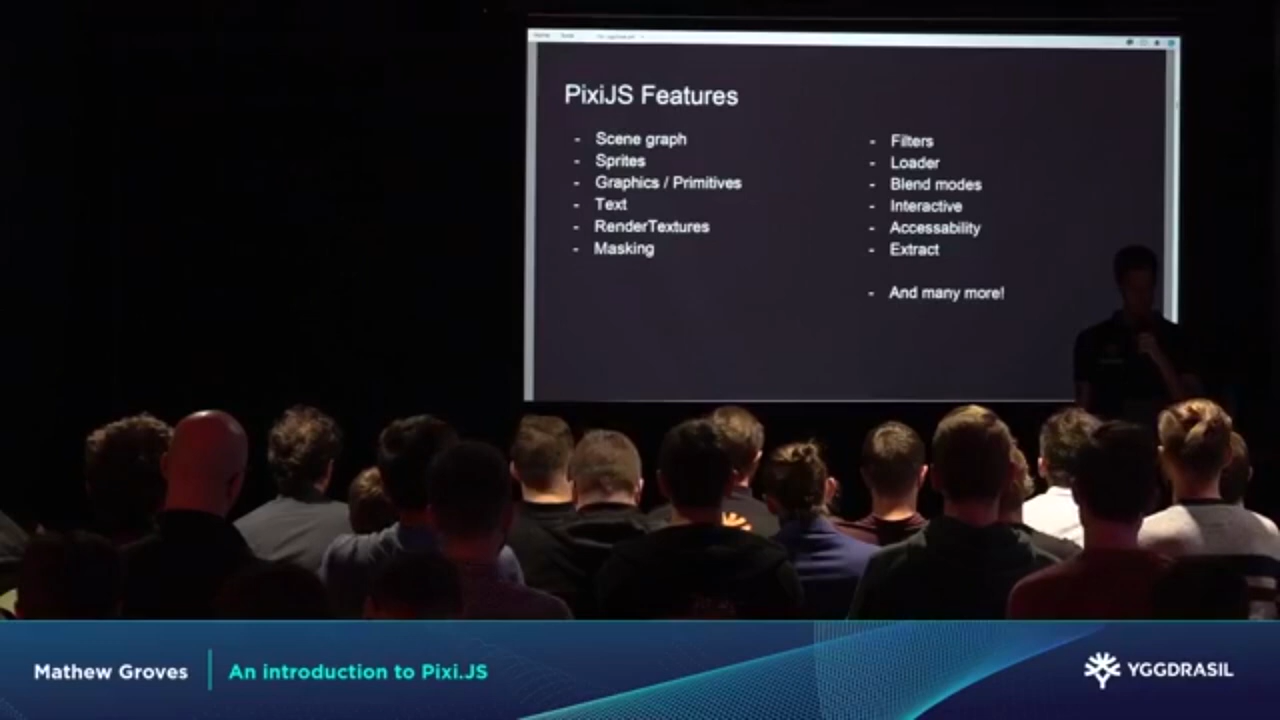 PixiJS Features
- Scene graph
- Sprites
- Graphics / Primitives
- Text
- RenderTextures
- Masking
- Filters
- Loader
- Blend modes
- Interactive
- Accessability
- Extract
- And many more!
Mathew Groves
An introduction to Pixi.JS
YGGDRASIL